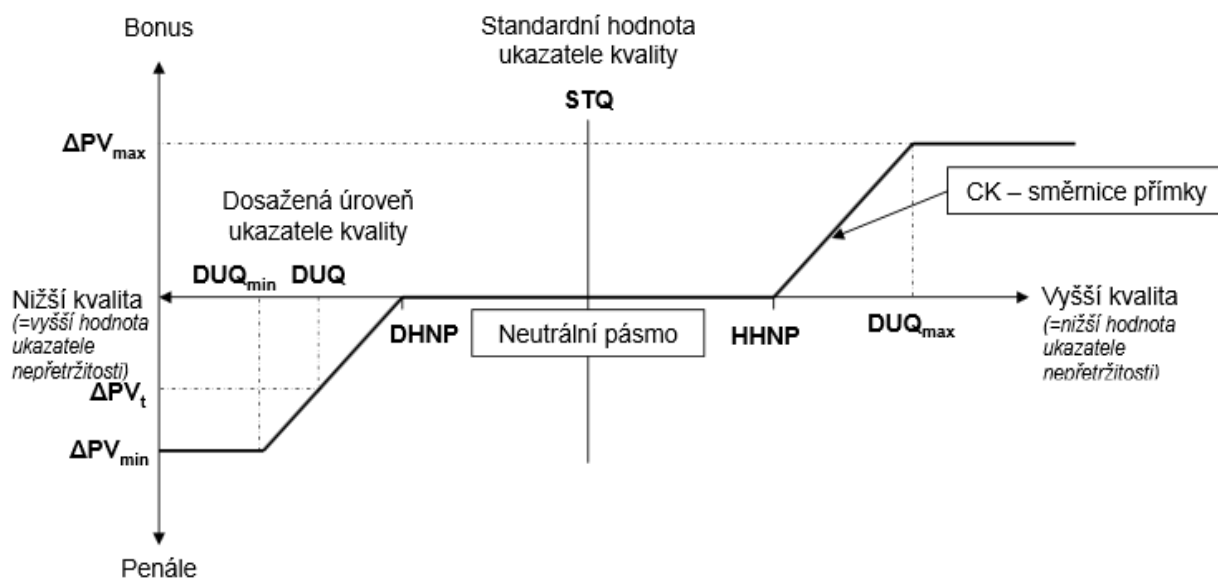 Bonus
Standardní hodnota
ukazatele kvality
STQ
ΔPVmax
CK – směrnice přímky
Dosažená úroveň
ukazatele kvality
DUQmin
DUQ
Nižší kvalita
(=vyšší hodnota
ukazatele
nepřetržitosti)
DHNP
Neutrální pásmo
HHNP
DUQmax
Vyšší kvalita
(=nižší hodnota
ukazatele
nepřetržitosti)
ΔPVt
ΔPVmin
Penále